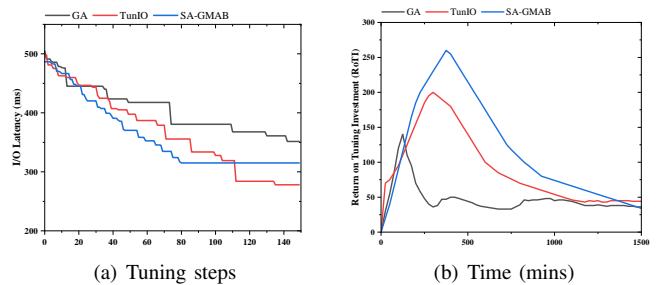 GA TunIO SA-GMAB
I/O Latency (ms)
500
400
300
200
0 20 40 60 80 100 120 140
(a) Tuning steps
GA TunIO SA-GMAB
Return on Tuning Investment (RoTI)
300
250
200
150
100
50
0
0 500 1000 1500
(b) Time (mins)